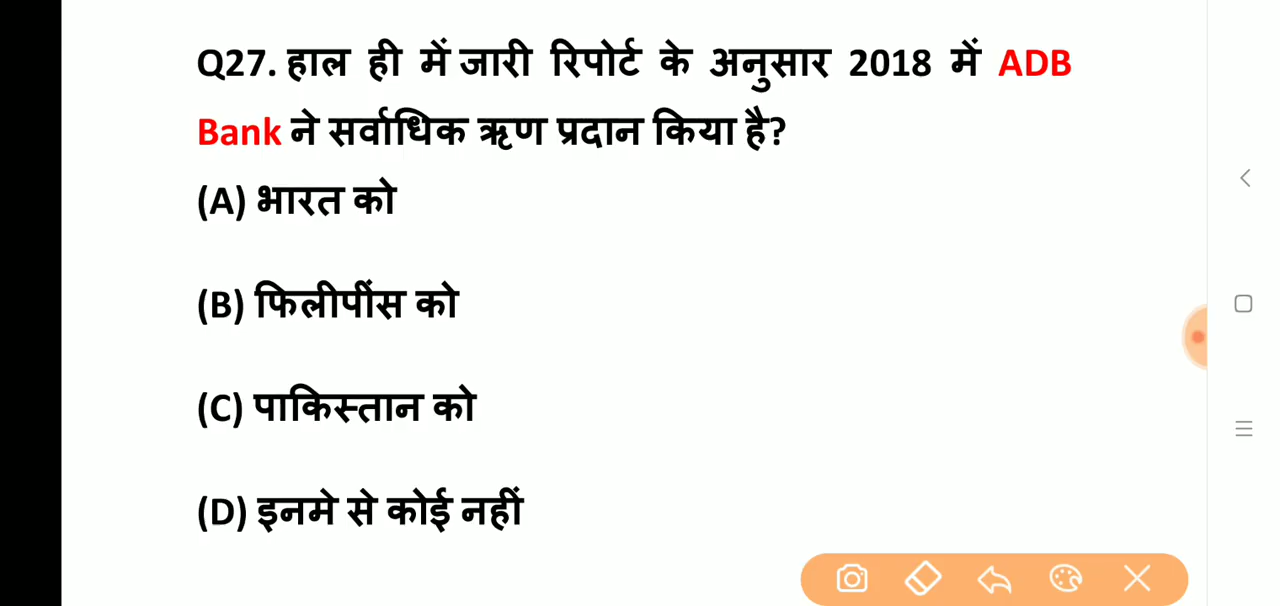 Q27. हाल ही में जारी रिपोर्ट के अनुसार 2018 में ADB
Bank ने सर्वाधिक ऋण प्रदान किया है?
(A) भारत को
(B) फिलीपींस को
(C) पाकिस्तान को
(D) इनमे से कोई नहीं